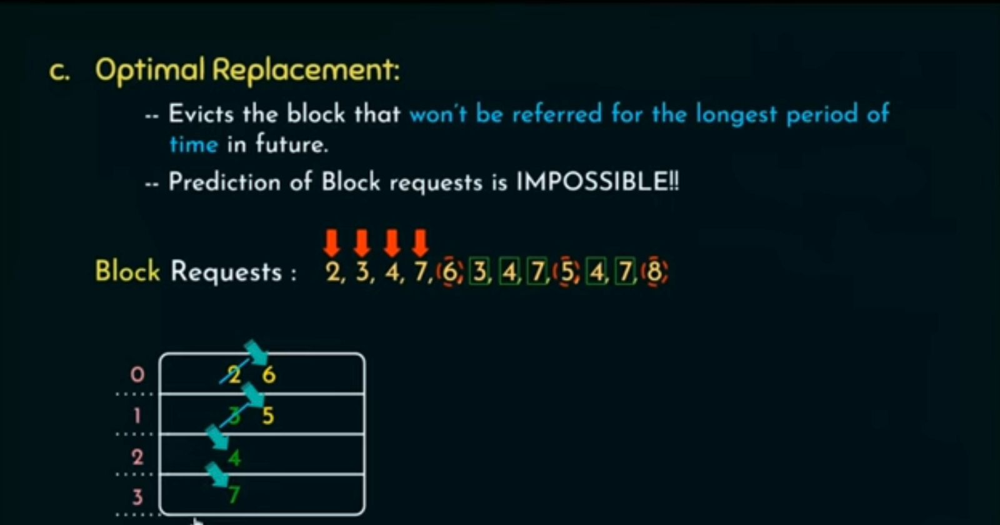 c. Optimal Replacement:
-- Evicts the block that won't be referred for the longest period of
time in future.
-- Prediction of Block requests is IMPOSSIBLE!!
Block Requests : 2, 3, 4, 7, 6, 3, 4, 7, 5, 4, 7, 8,
0 2 6
1 3 5
2 4
3 7